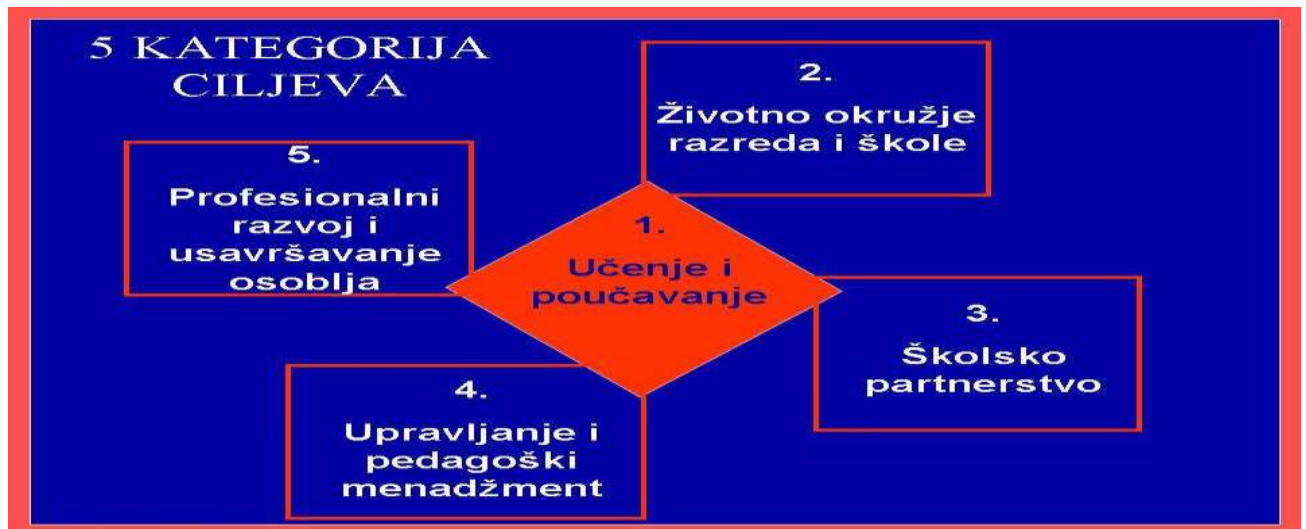 5 KATEGORIJA
CILJEVA
1.
Učenje i
poučavanje
2.
Životno okružje
razreda i škole
3.
Školsko
partnerstvo
4.
Upravljanje i
pedagoški
menadžment
5.
Profesionalni
razvoj i
usavršavanje
osoblja